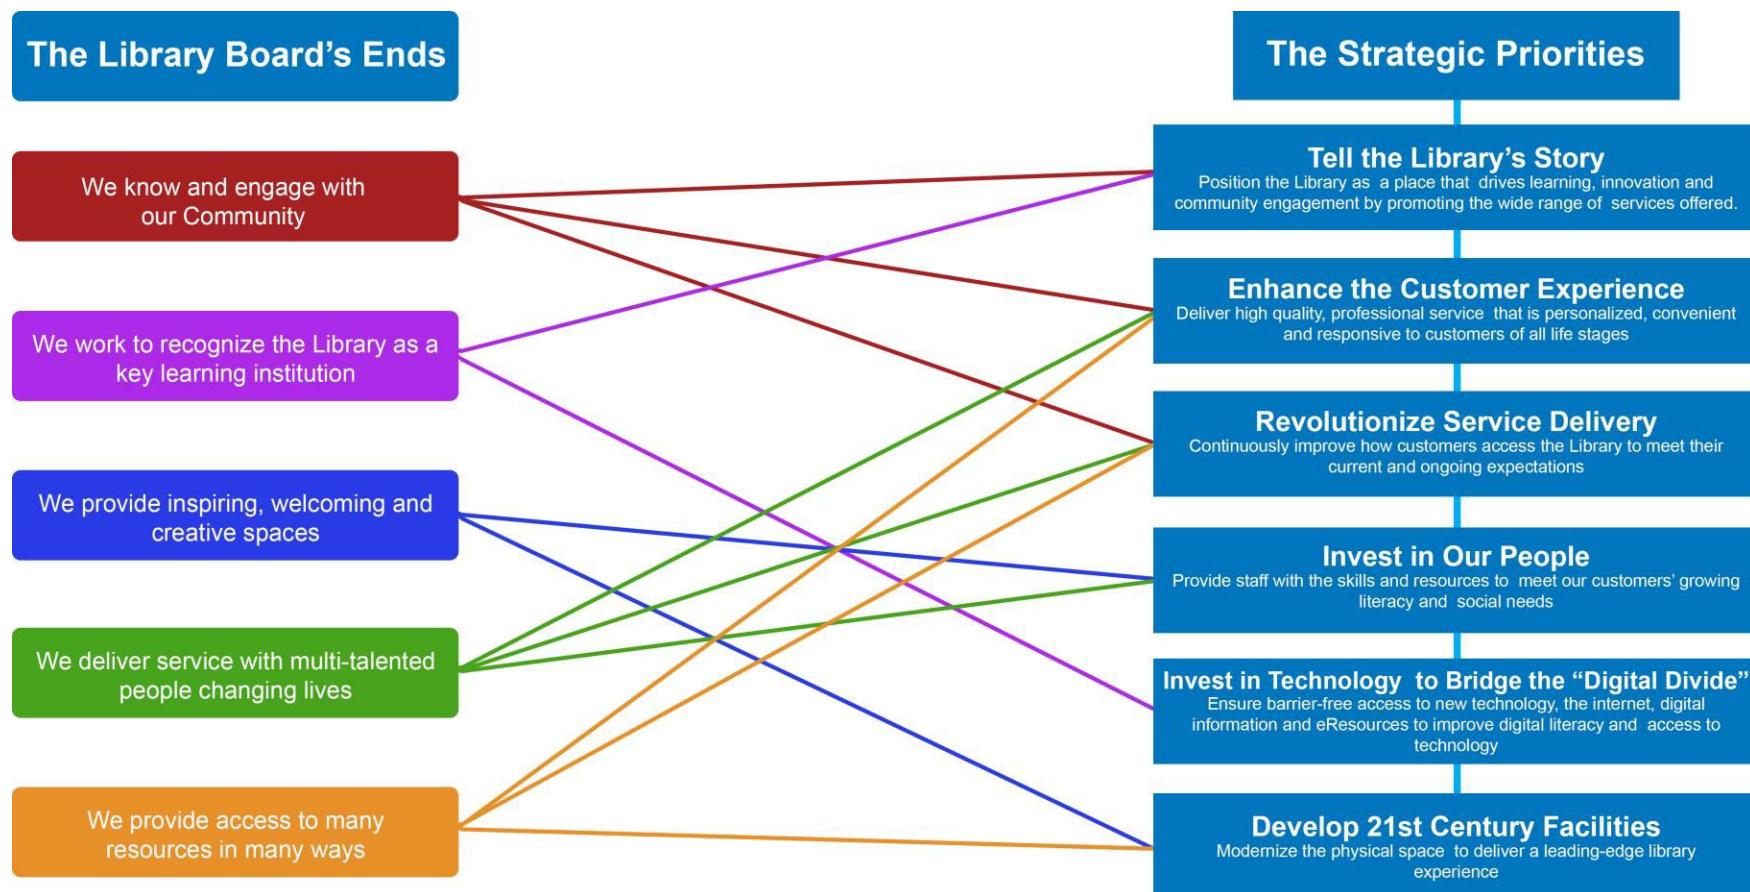 The Library Board’s Ends
We know and engage with
our Community
We work to recognize the Library as a
key learning institution
We provide inspiring, welcoming and
creative spaces
We deliver service with multi-talented
people changing lives
We provide access to many
resources in many ways
The Strategic Priorities
Tell the Library’s Story
Position the Library as a place that drives learning, innovation and
community engagement by promoting the wide range of services offered.
Enhance the Customer Experience
Deliver high quality, professional service that is personalized, convenient
and responsive to customers of all life stages
Revolutionize Service Delivery
Continuously improve how customers access the Library to meet their
current and ongoing expectations
Invest in Our People
Provide staff with the skills and resources to meet our customers’ growing
literacy and social needs
Invest in Technology to Bridge the “Digital Divide”
Ensure barrier-free access to new technology, the internet, digital
information and eResources to improve digital literacy and access to
technology
Develop 21st Century Facilities
Modernize the physical space to deliver a leading-edge library
experience